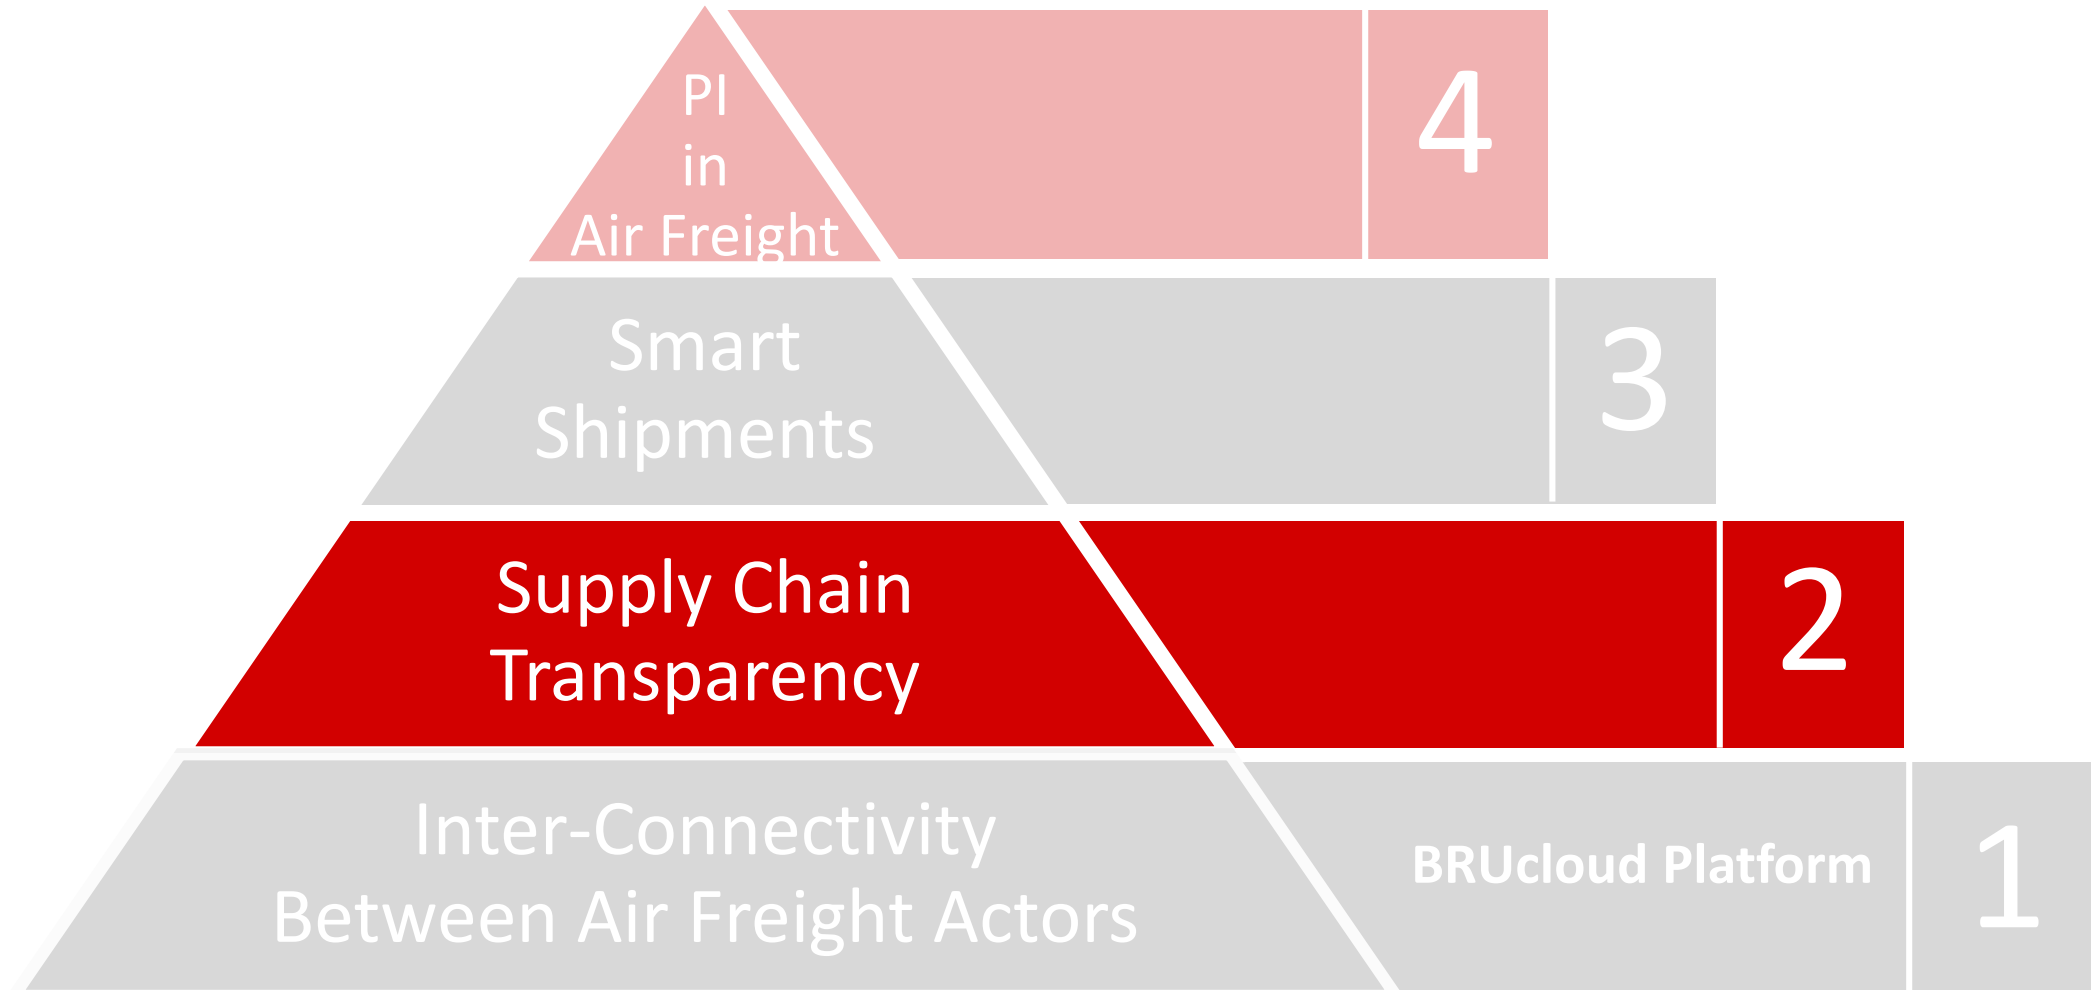 PI
in
Air Freight
4
Smart
Shipments
3
Supply Chain
Transparency
2
Inter-Connectivity
Between Air Freight Actors
BRUcloud Platform
1